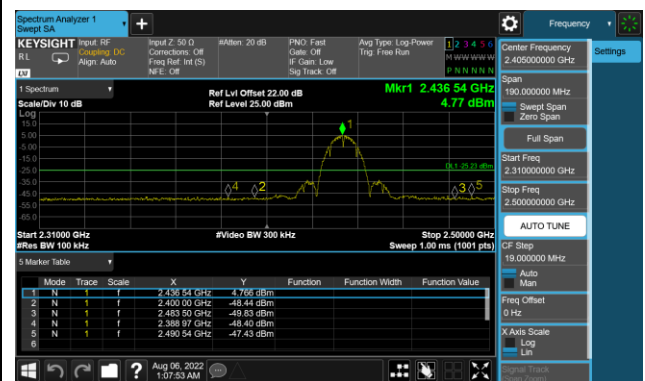 Spectrum Analyzer 1
Swept SA
+
Frequency
KEYSIGHT
RL
LXI
Input: RF
Coupling: DC
Align: Auto
Input Z: 50 Ω
Corrections: Off
Freq Ref: Int (S)
NFE: Off
#Atten: 20 dB
PNO: Fast
Gate: Off
IF Gain: Low
Sig Track: Off
Avg Type: Log-Power
Trig: Free Run
1 2 3 4 5 6
M W W W W W
P N N N N N
Center Frequency
2.405000000 GHz
Settings
Span
190.000000 MHz
Swept Span
Zero Span
Full Span
Start Freq
2.310000000 GHz
Stop Freq
2.500000000 GHz
AUTO TUNE
CF Step
19.000000 MHz
Auto
Man
Freq Offset
0 Hz
X Axis Scale
Log
Lin
Signal Track
(Span Zoom)
1 Spectrum
Scale/Div 10 dB
Ref Lvl Offset 22.00 dB
Ref Level 25.00 dBm
Mkr1 2.436 54 GHz
4.77 dBm
Log
15.0
5.00
-5.00
-15.0
-25.0
-35.0
-45.0
-55.0
-65.0
1
DL1 -25.23 dBm
4 2 3 5
Start 2.31000 GHz
#Video BW 300 kHz
Stop 2.50000 GHz
#Res BW 100 kHz
Sweep 1.00 ms (1001 pts)
5 Marker Table
Mode Trace Scale X Y Function Function Width Function Value
1 N 1 f 2.436 54 GHz 4.766 dBm
2 N 1 f 2.400 00 GHz -48.44 dBm
3 N 1 f 2.483 50 GHz -49.83 dBm
4 N 1 f 2.388 97 GHz -48.40 dBm
5 N 1 f 2.490 54 GHz -47.43 dBm
6
?
Aug 06, 2022
1:07:53 AM